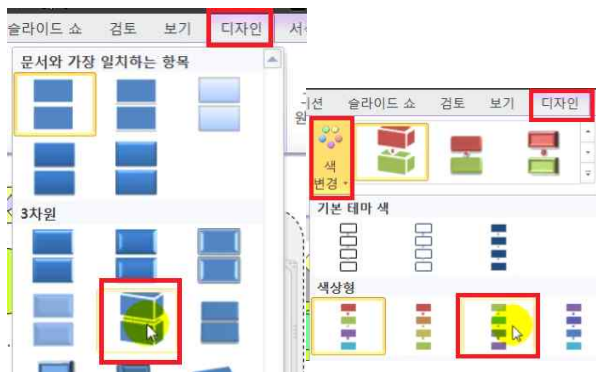 슬라이드 쇼 검토 보기 디자인 서
문서와 가장 일치하는 항목
3차원
션 슬라이드 쇼 검토 보기 디자인
원
색
변경
기본 테마 색
색상형